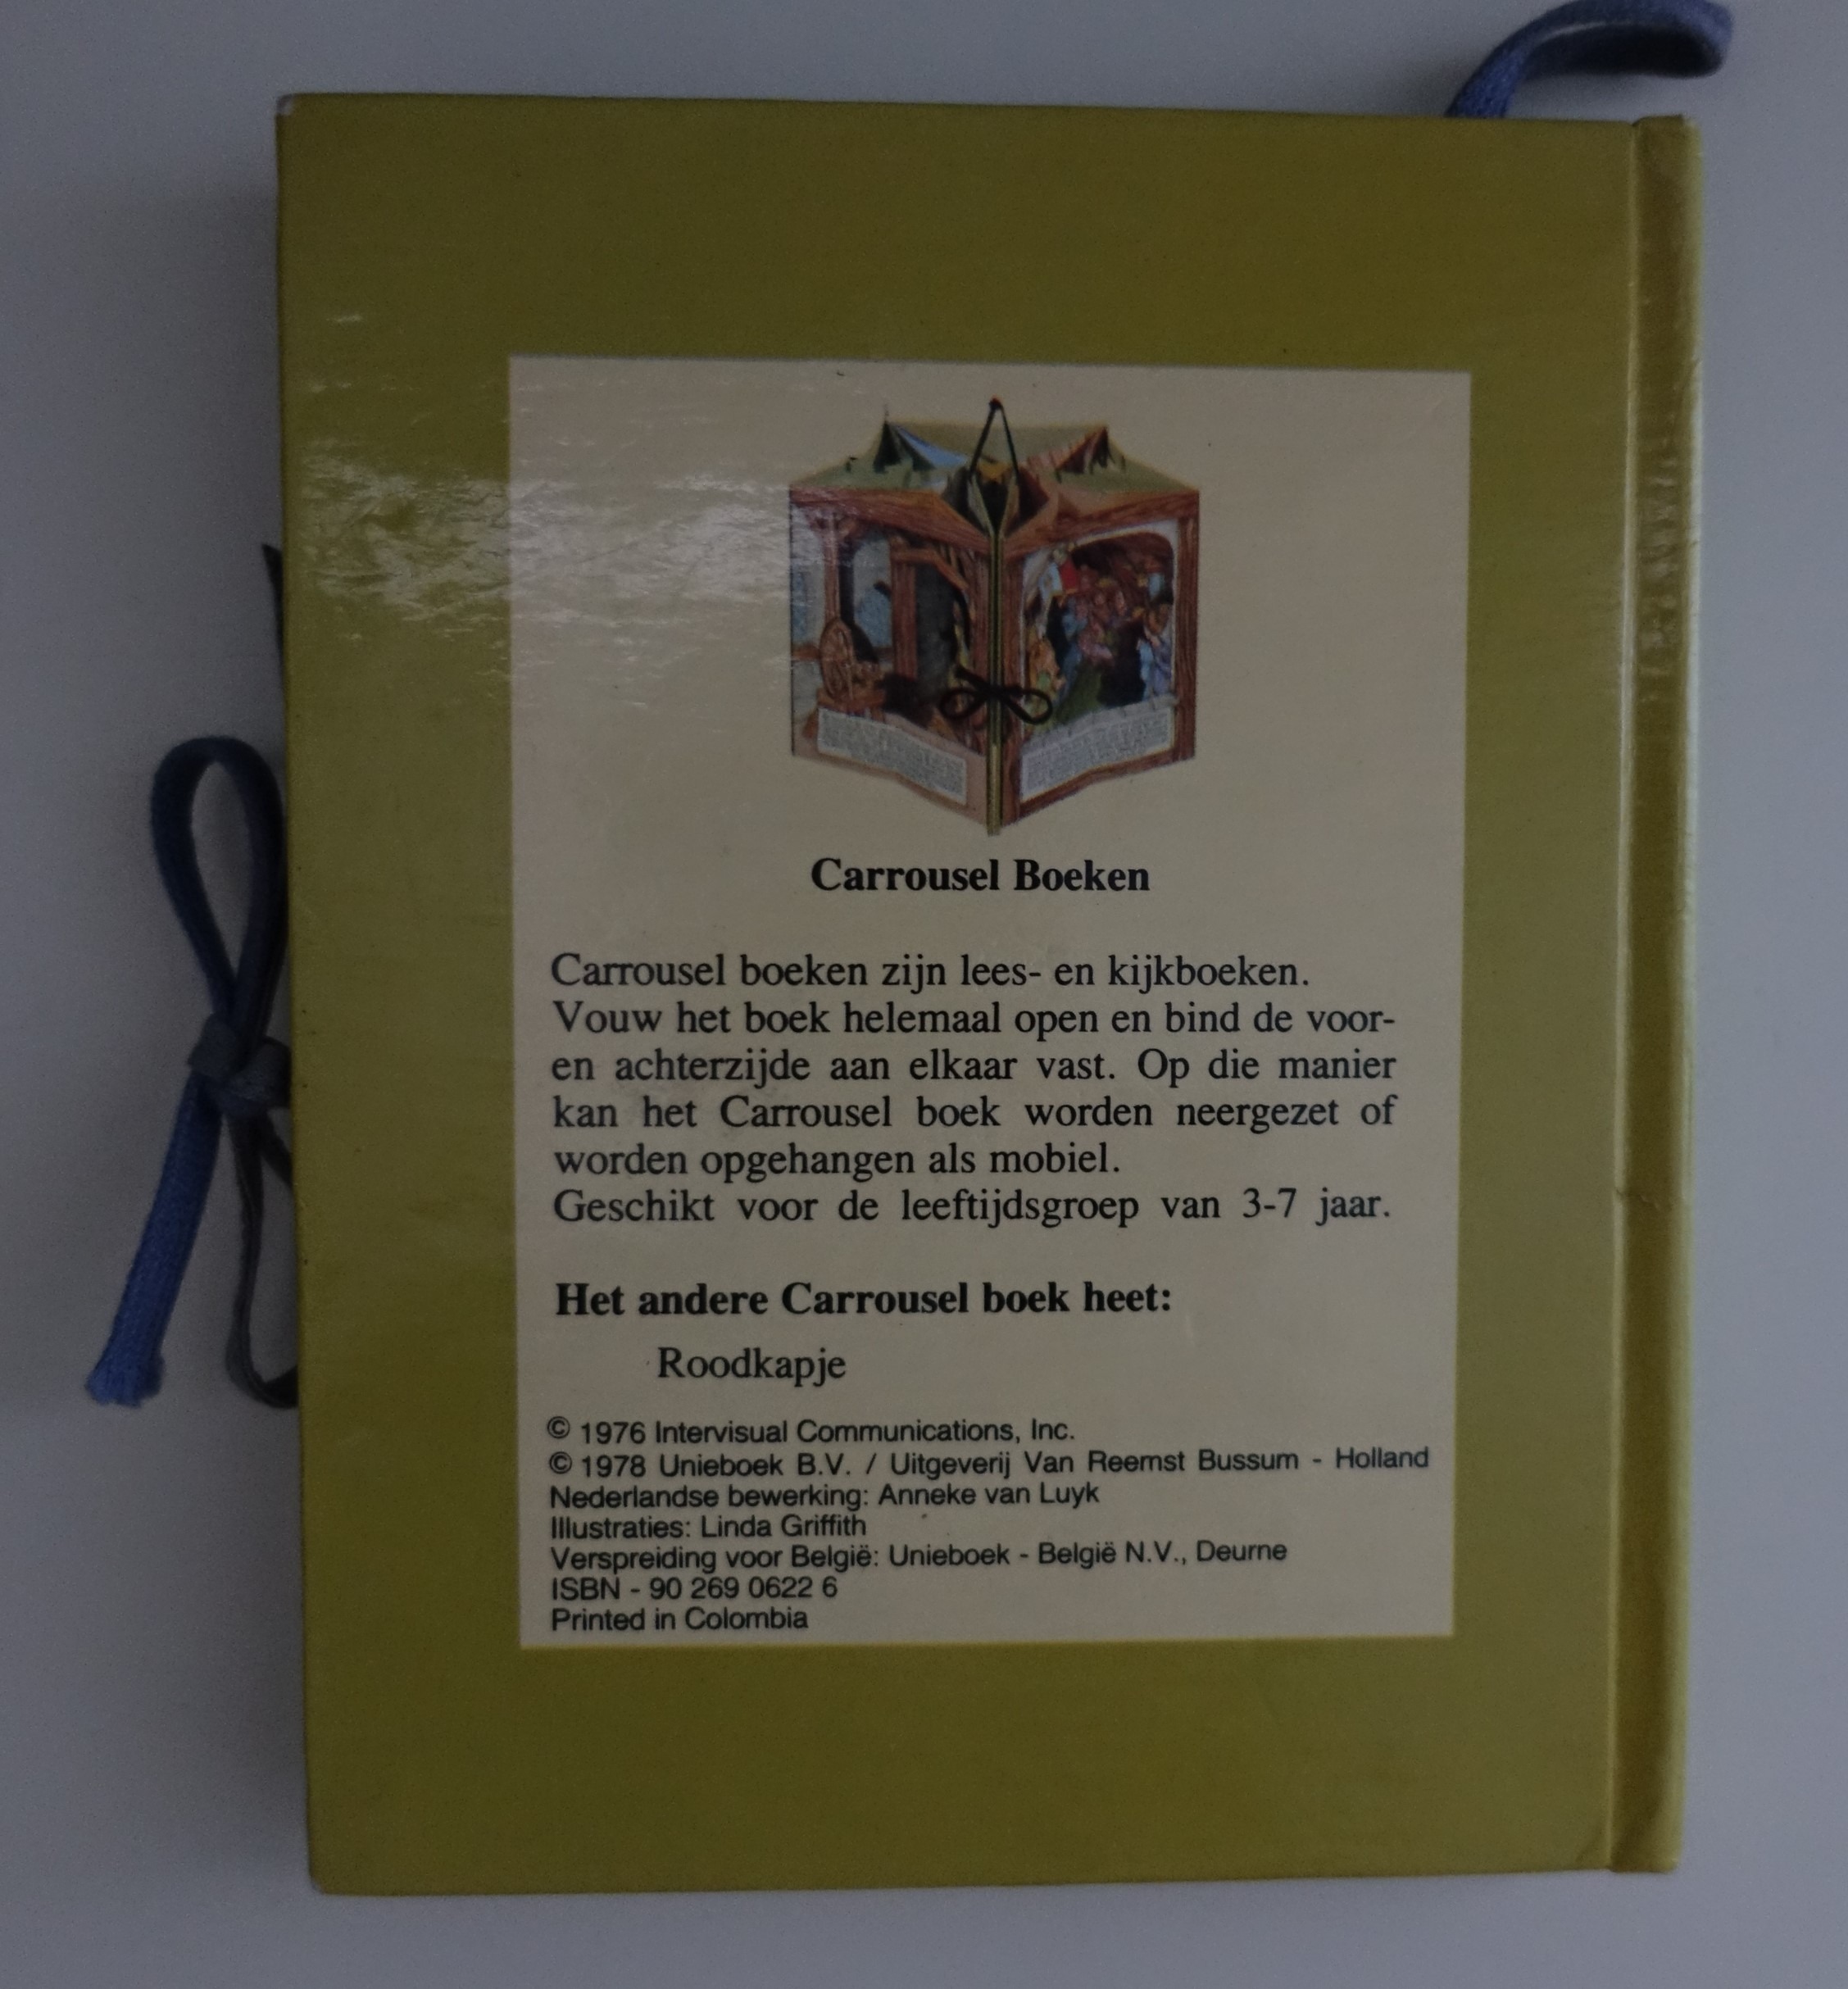 Carrousel Boeken
Carrousel boeken zijn lees- en kijkboeken.
Vouw het boek helemaal open en bind de voor-
en achterzijde aan elkaar vast. Op die manier
kan het Carrousel boek worden neergezet of
worden opgehangen als mobiel.
Geschikt voor de leeftijdsgroep van 3-7 jaar.
Het andere Carrousel boek heet:
Roodkapje
© 1976 Intervisual Communications, Inc.
© 1978 Unieboek B.V. / Uitgeverij Van Reemst Bussum - Holland
Nederlandse bewerking: Anneke van Luyk
Illustraties: Linda Griffith
Verspreiding voor België: Unieboek - België N.V., Deurne
ISBN - 90 269 0622 6
Printed in Colombia